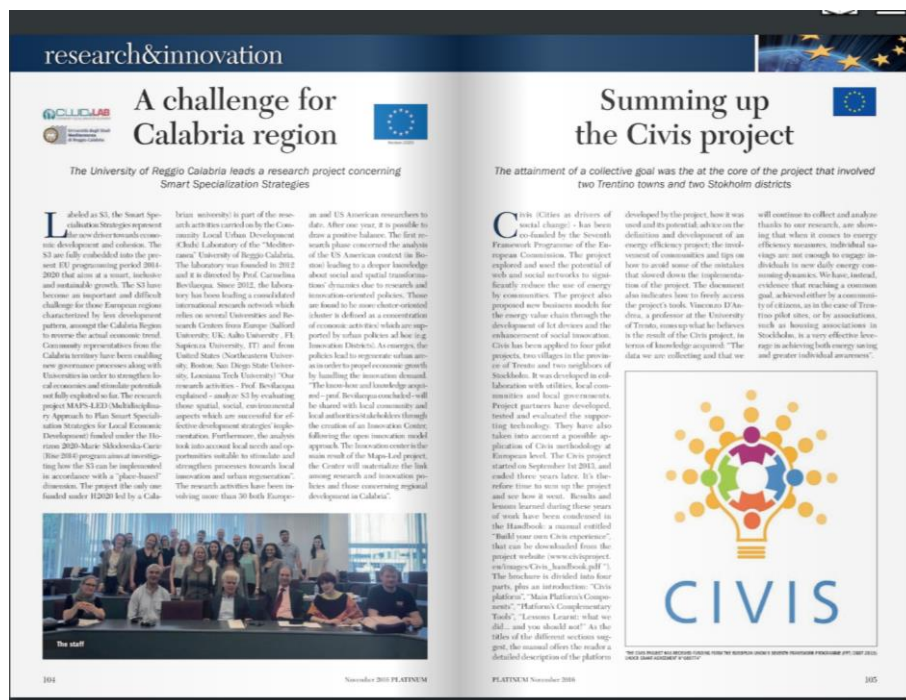 research&innovation
CLUDsLAB
Università degli Studi
Mediterranea
di Reggio Calabria
A challenge for
Calabria region
The University of Reggio Calabria leads a research project concerning
Smart Specialization Strategies
Labeled as S3, the Smart Spe-
cialisation Strategies represent
the new driver towards econo-
mic development and cohesion. The
S3 are fully embedded into the pre-
sent EU programming period 2014-
2020 that aims at a smart, inclusive
and sustainable growth. The S3 have
become an important and difficult
challenge for those European regions
characterized by less development
pattern, amongst the Calabria Region
to reverse the actual economic trend.
Community representatives from the
Calabria territory have been enabling
new governance processes along with
Universities in order to strengthen lo-
cal economies and stimulate potentials
not fully exploited so far. The research
project MAPS-LED (Multidisciplina-
ry Approach to Plan Smart Speciali-
sation Strategies for Local Economic
Development) funded under the Ho-
rizon 2020-Marie Sklodowska-Curie
(Rise 2014) program aims at investiga-
ting how the S3 can be implemented
in accordance with a "place-based"
dimension. The project (the only one
funded under H2020 led by a Cala-
brian university) is part of the rese-
arch activities carried on by the Com-
munity Local Urban Development
(Cluds) Laboratory of the "Mediter-
ranea" University of Reggio Calabria.
The laboratory was founded in 2012
and it is directed by Prof. Carmelina
Bevilacqua. Since 2012, the labora-
tory has been leading a consolidated
international research network which
relies on several Universities and Re-
search Centers from Europe (Salford
University, UK; Aalto University , FI;
Sapienza University, IT) and from
United States (Northeastern Univer-
sity, Boston; San Diego State Univer-
sity, Louisiana Tech University) "Our
research activities - Prof. Bevilacqua
explained - analyze S3 by evaluating
those spatial, social, environmental
aspects which are successful for ef-
fective development strategies' imple-
mentation. Furthermore, the analysis
took into account local needs and op-
portunities suitable to stimulate and
strengthen processes towards local
innovation and urban regeneration".
The research activities have been in-
volving more than 50 both Europe-
an and US American researchers to
date. After one year, it is possible to
draw a positive balance. The first re-
search phase concerned the analysis
of the US American context (in Bo-
ston) leading to a deeper knowledge
about social and spatial transforma-
tions' dynamics due to research and
innovation-oriented policies. Those
are found to be more cluster-oriented
(cluster is defined as a concentration
of economic activities) which are sup-
ported by urban policies ad hoc (e.g.
Innovation Districts). As emerges, the
policies lead to regenerate urban are-
as in order to propel economic growth
by handling the innovation demand.
"The know-how and knowledge acqui-
red – prof. Bevilacqua concluded - will
be shared with local community and
local authorities/stakeholders through
the creation of an Innovation Center,
following the open innovation model
approach. The Innovation center is the
main result of the Maps-Led project,
the Center will materialize the link
among research and innovation po-
licies and those concerning regional
development in Calabria".
The staff
104
November 2016 PLATINUM
Summing up
the Civis project
The attainment of a collective goal was the at the core of the project that involved
two Trentino towns and two Stokholm districts
Civis (Cities as drivers of
social change) - has been
co-funded by the Seventh
Framework Programme of the Eu-
ropean Commission. The project
explored and used the potential of
web and social networks to signi-
ficantly reduce the use of energy
by communities. The project also
proposed new business models for
the energy value chain through the
development of Iot devices and the
enhancement of social innovation.
Civis has been applied to four pilot
projects, two villages in the provin-
ce of Trento and two neighbors of
Stockholm. It was developed in col-
laboration with utilities, local com-
munities and local governments.
Project partners have developed,
tested and evaluated the suppor-
ting technology. They have also
taken into account a possible ap-
plication of Civis methodology at
European level. The Civis project
started on September 1st 2013, and
ended three years later. It's the-
refore time to sum up the project
and see how it went. Results and
lessons learned during these years
of work have been condensed in
the Handbook: a manual entitled
"Build your own Civis experience",
that can be downloaded from the
project website (www.civisproject.
eu/images/Civis_handbook.pdf ").
The brochure is divided into four
parts, plus an introduction: "Civis
platform", "Main Platform's Compo-
nents", "Platform's Complementary
Tools", "Lessons Learnt: what we
did... and you should not!" As the
titles of the different sections sug-
gest, the manual offers the reader a
detailed description of the platform
developed by the project, how it was
used and its potential; advice on the
definition and development of an
energy efficiency project; the invol-
vement of communities and tips on
how to avoid some of the mistakes
that slowed down the implementa-
tion of the project. The document
also indicates how to freely access
the project's tools. Vincenzo D'An-
drea, a professor at the University
of Trento, sums up what he believes
is the result of the Civis project, in
terms of knowledge acquired: "The
data we are collecting and that we
will continue to collect and analyze
thanks to our research, are show-
ing that when it comes to energy
efficiency measures, individual sa-
vings are not enough to engage in-
dividuals in new daily energy con-
suming dynamics. We have, instead,
evidence that reaching a common
goal, achieved either by a communi-
ty of citizens, as in the case of Tren-
tino pilot sites, or by associations,
such as housing associations in
Stockholm, is a very effective leve-
rage in achieving both energy saving
and greater individual awareness".
CIVIS
PLATINUM November 2016
105